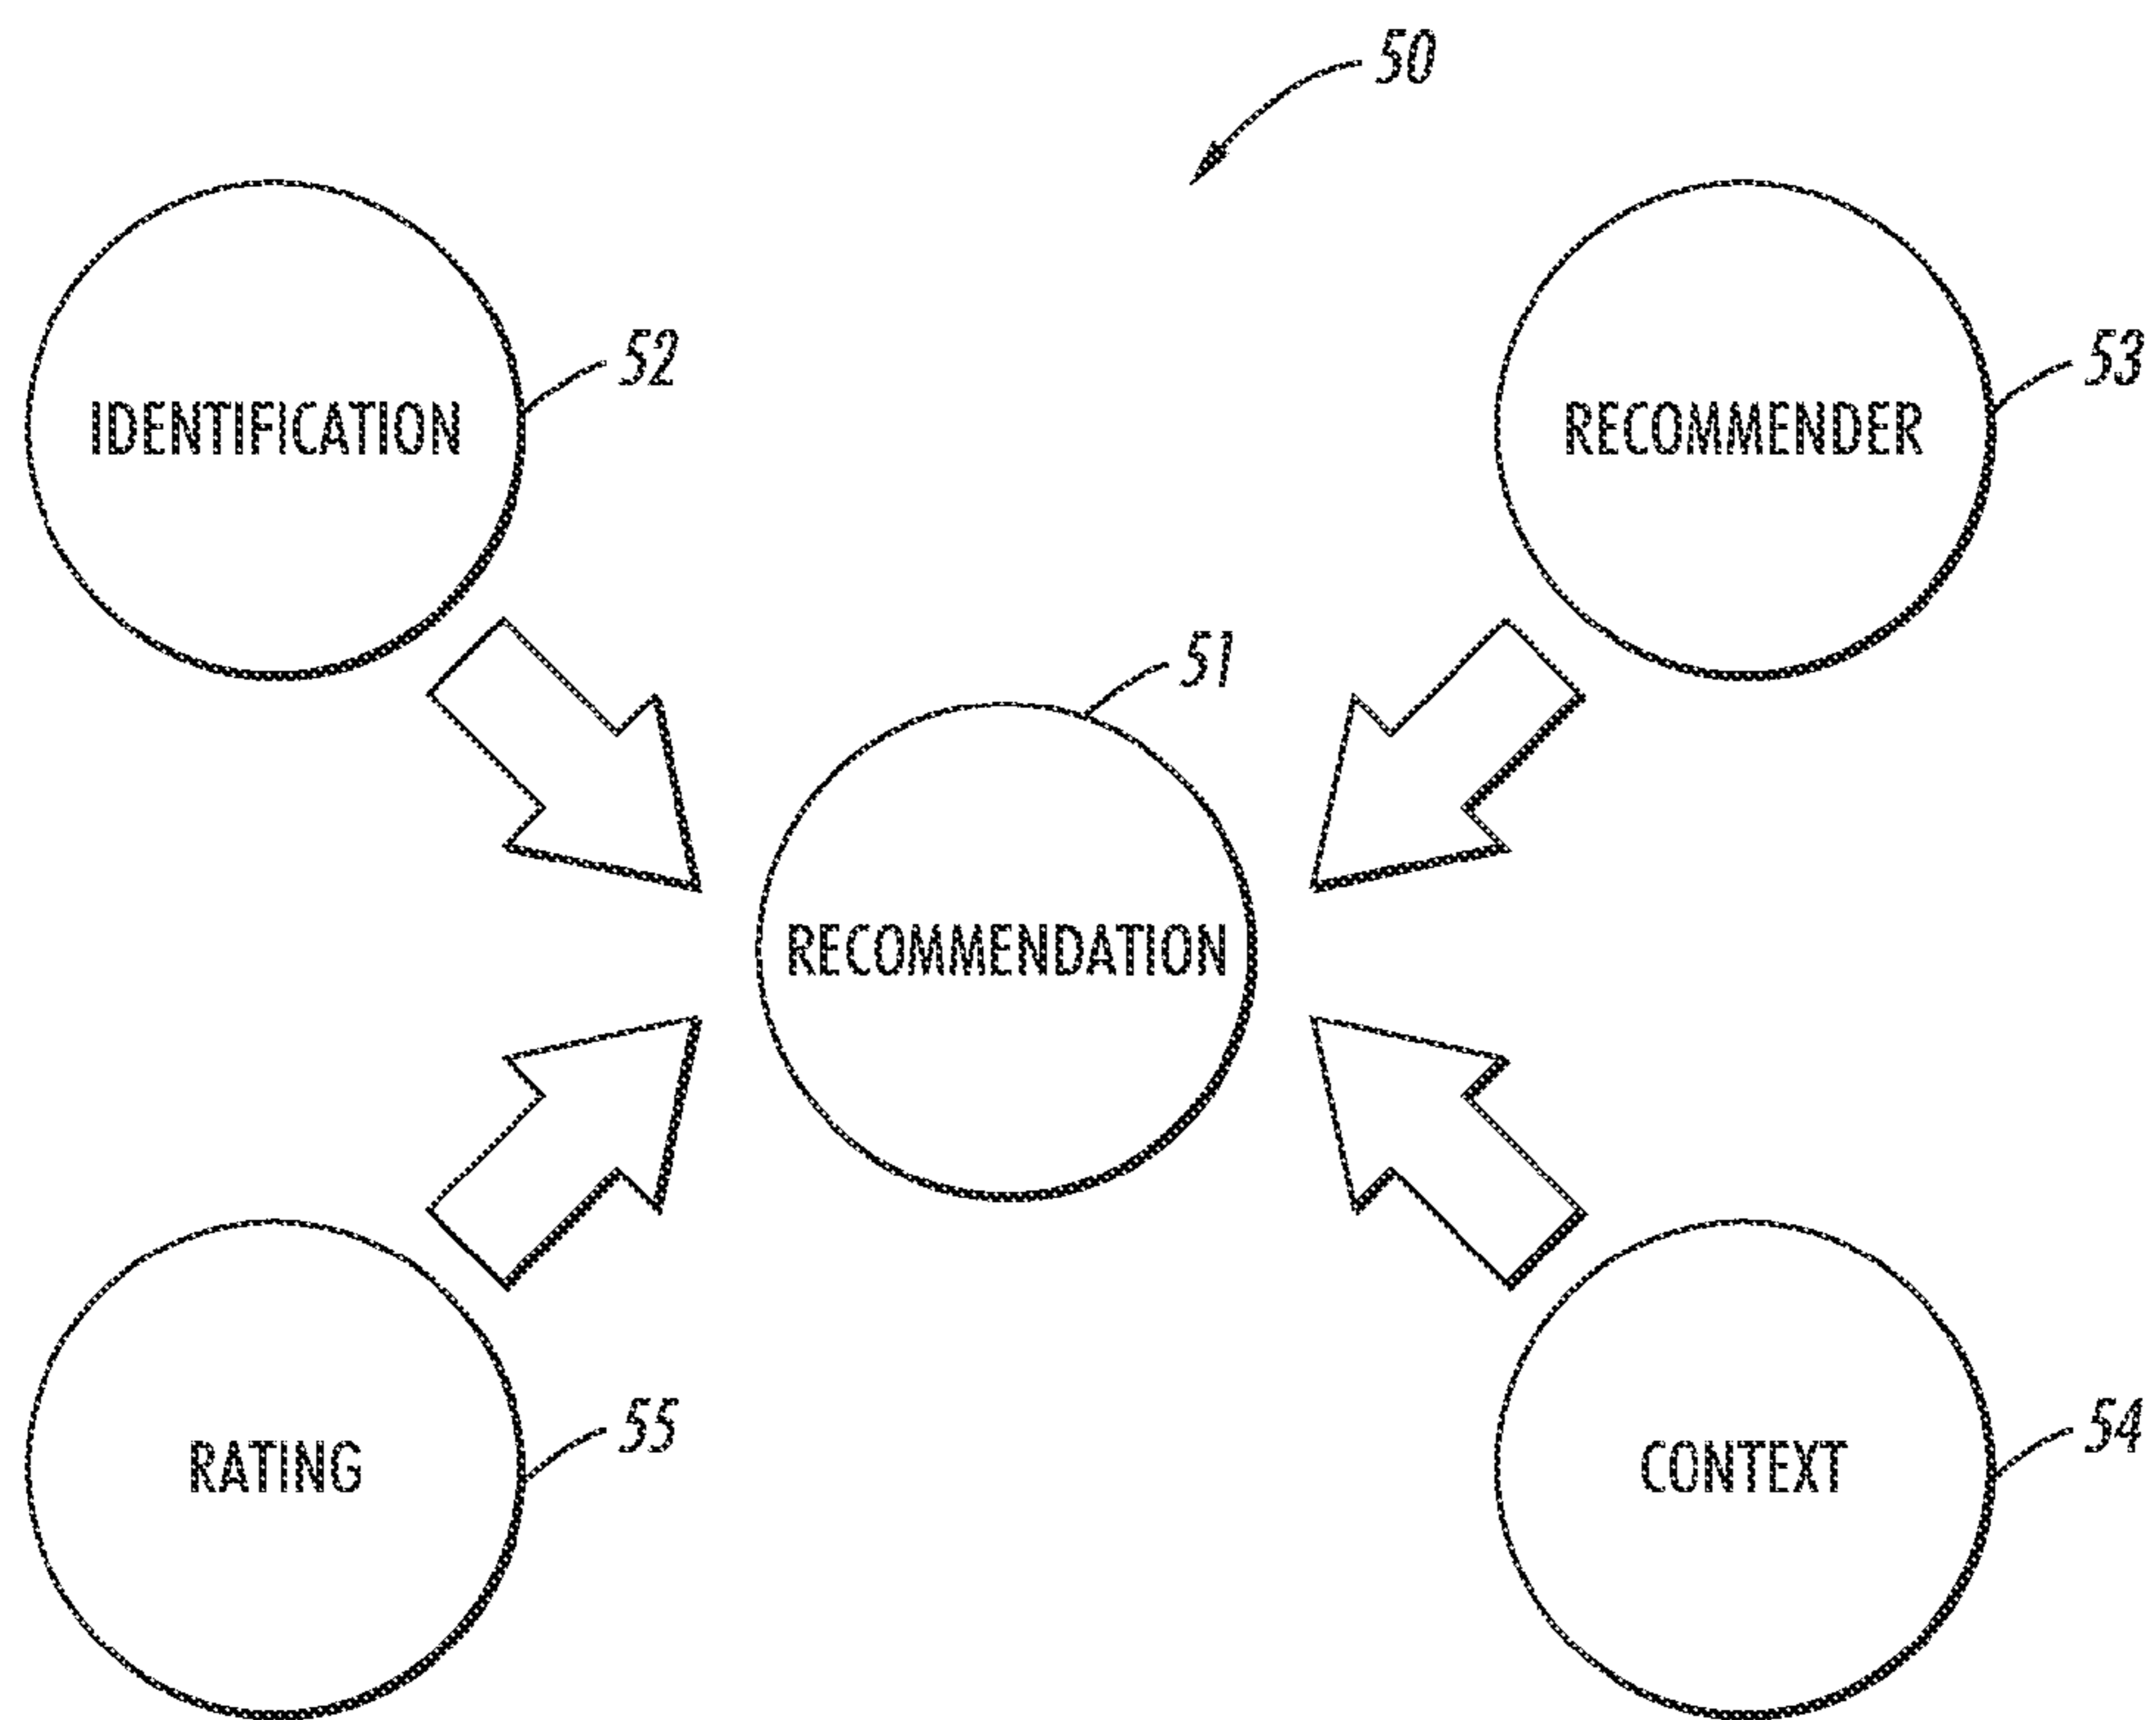 50
52
IDENTIFICATION
53
RECOMMENDER
51
RECOMMENDATION
55
RATING
54
CONTEXT